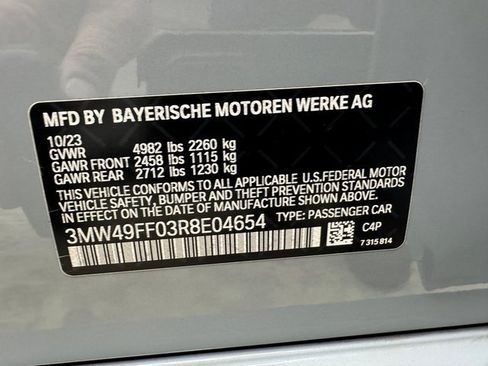 MFD BY BAYERISCHE MOTOREN WERKE AG
10/23
GVWR 4982 lbs 2260 kg
GAWR FRONT 2458 lbs 1115 kg
GAWR REAR 2712 lbs 1230 kg
THIS VEHICLE CONFORMS TO ALL APPLICABLE U.S.FEDERAL MOTOR
VEHICLE SAFETY, BUMPER, AND THEFT PREVENTION STANDARDS
IN EFFECT ON THE DATE OF MANUFACTURE SHOWN ABOVE.
3MW49FF03R8E04654 TYPE: PASSENGER CAR
C4P
7 315 814